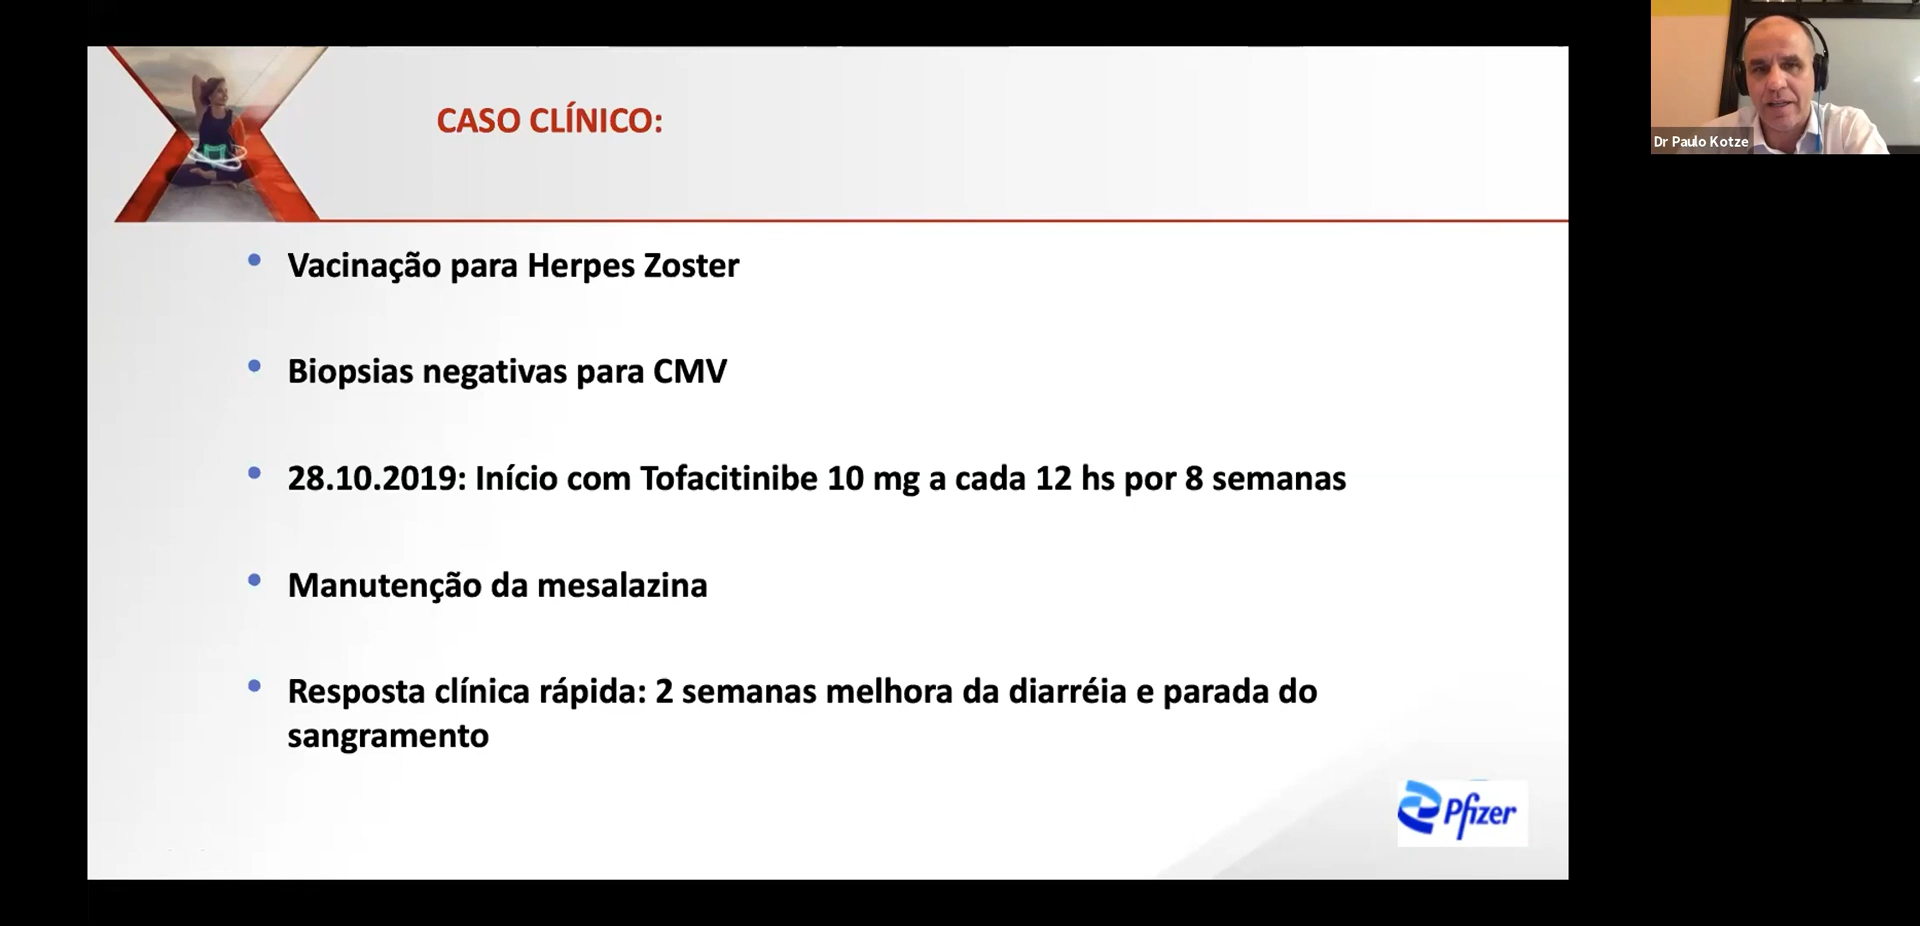 CASO CLÍNICO:
Dr Paulo Kotze
Vacinação para Herpes Zoster
Biopsias negativas para CMV
28.10.2019: Início com Tofacitinibe 10 mg a cada 12 hs por 8 semanas
Manutenção da mesalazina
Resposta clínica rápida: 2 semanas melhora da diarréia e parada do
sangramento
Pfizer